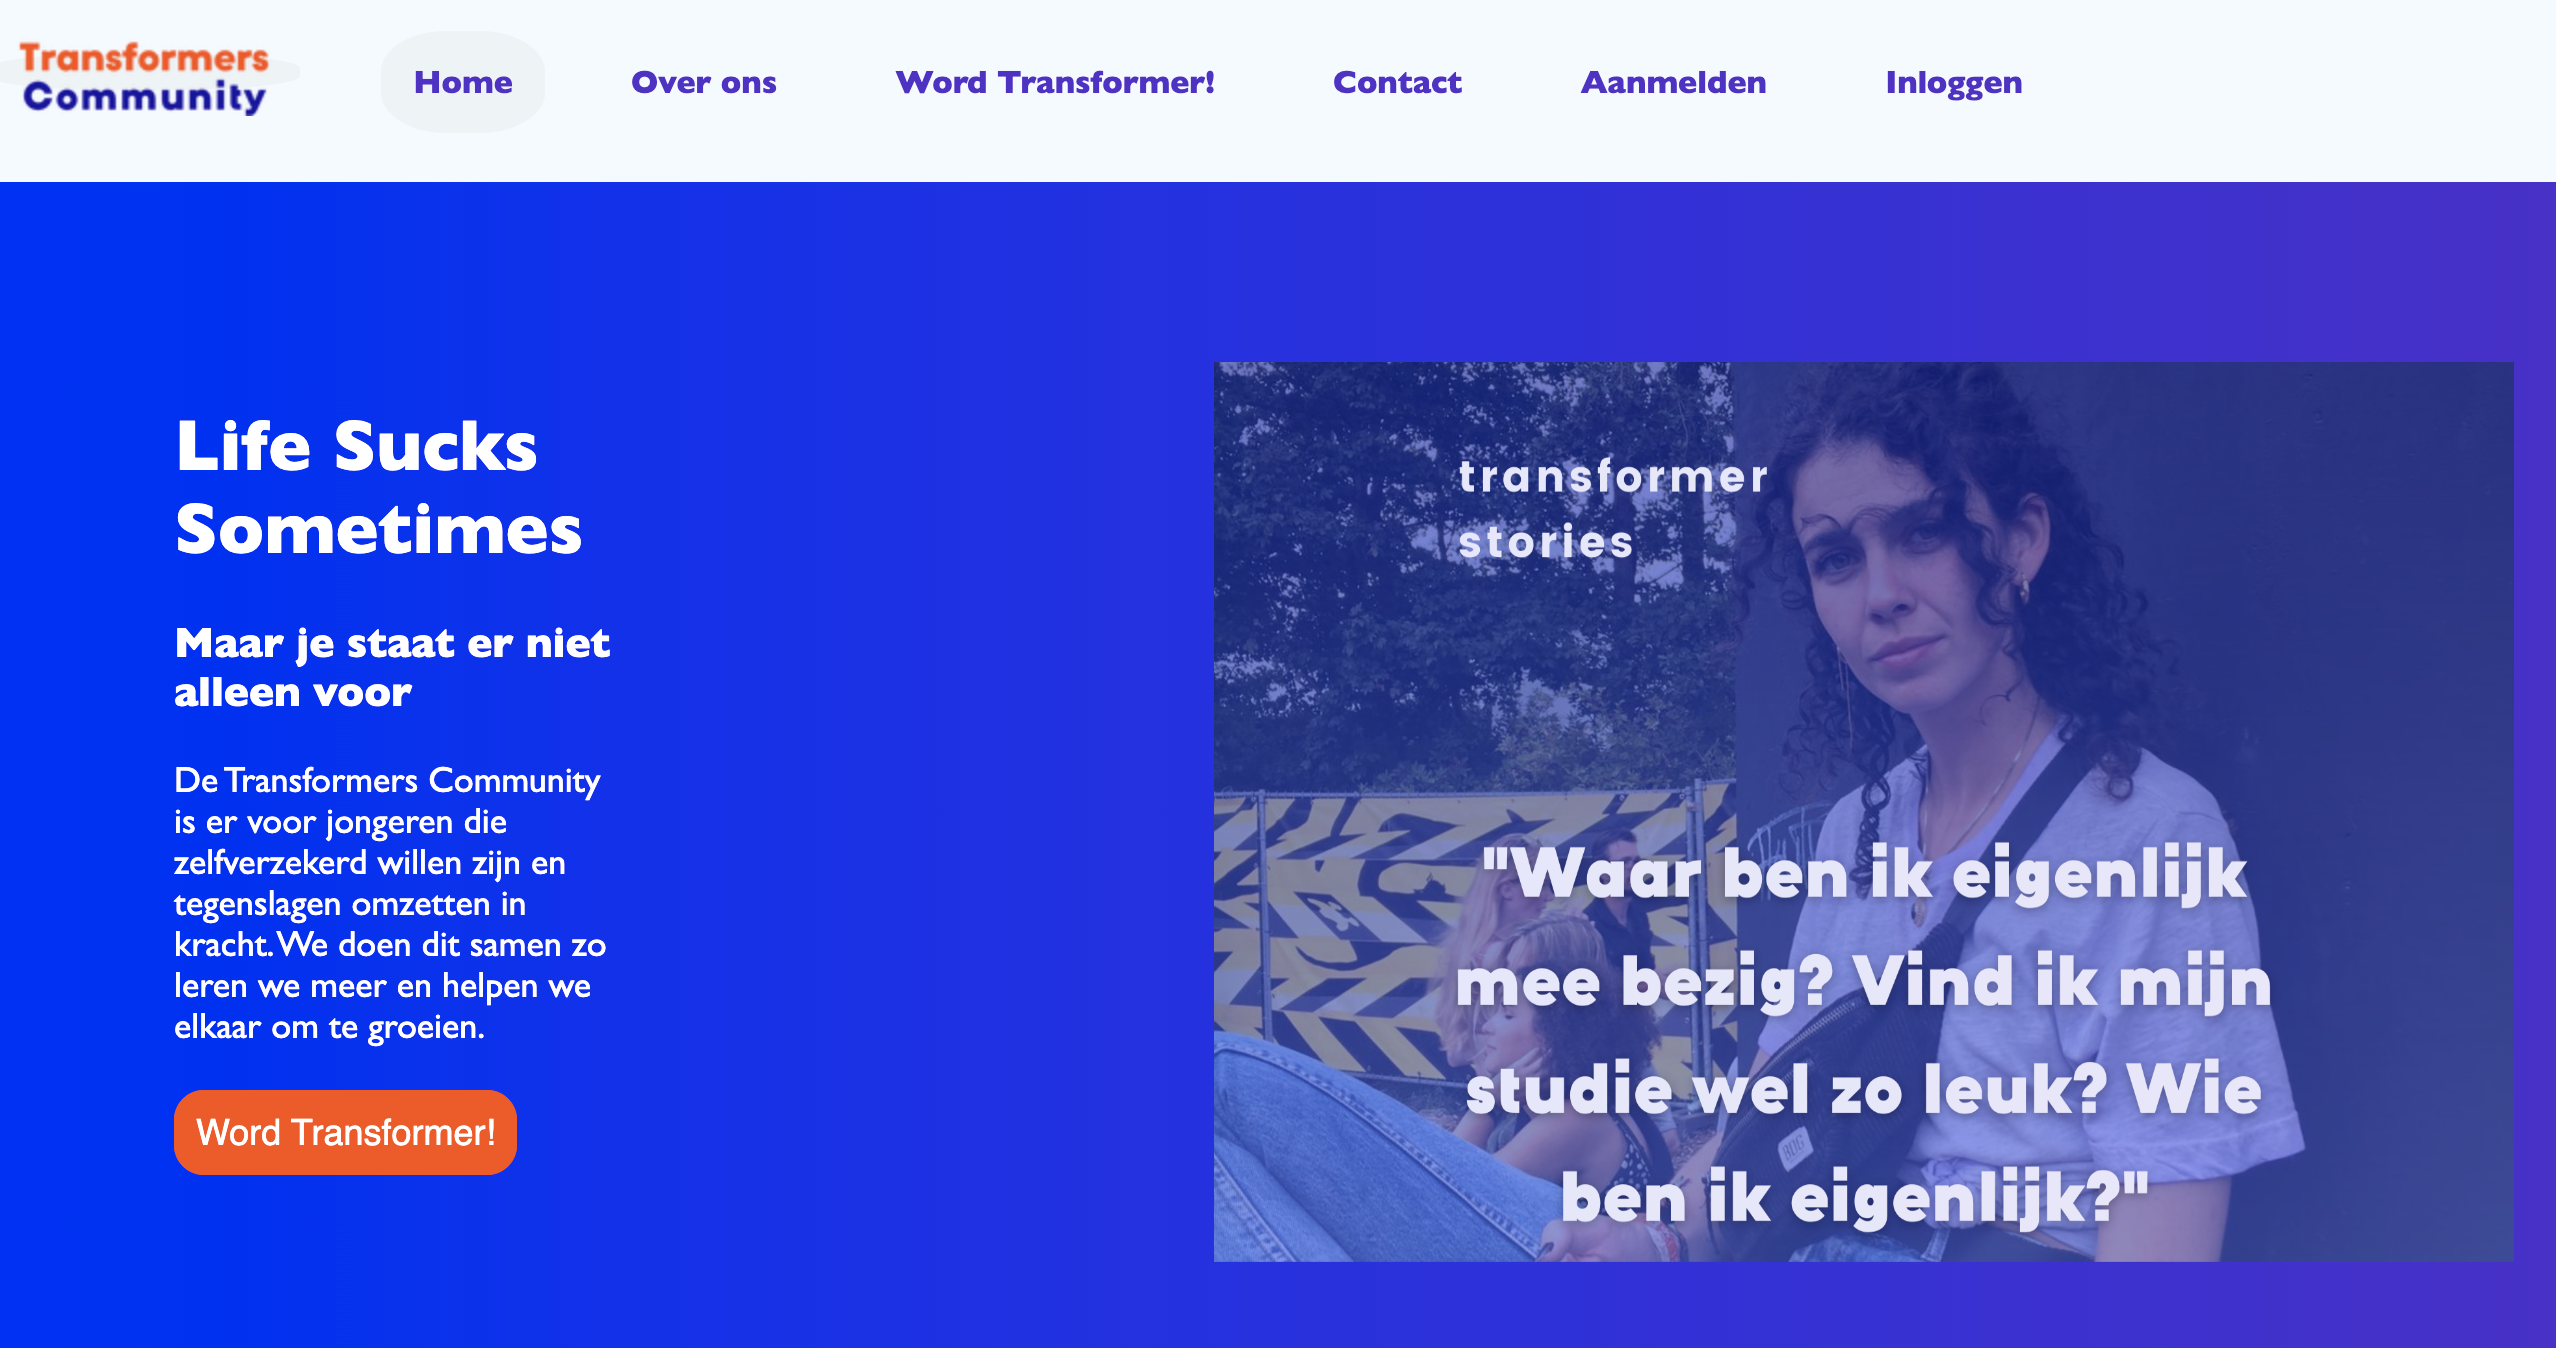 Transformers
Community
Home
Over ons
Word Transformer!
Contact
Aanmelden
Inloggen
Life Sucks
Sometimes
Maar je staat er niet
alleen voor
De Transformers Community
is er voor jongeren die
zelfverzekerd willen zijn en
tegenslagen omzetten in
kracht. We doen dit samen zo
leren we meer en helpen we
elkaar om te groeien.
Word Transformer!
transformer
stories
"Waar ben ik eigenlijk
mee bezig? Vind ik mijn
studie wel zo leuk? Wie
ben ik eigenlijk?"
BDG